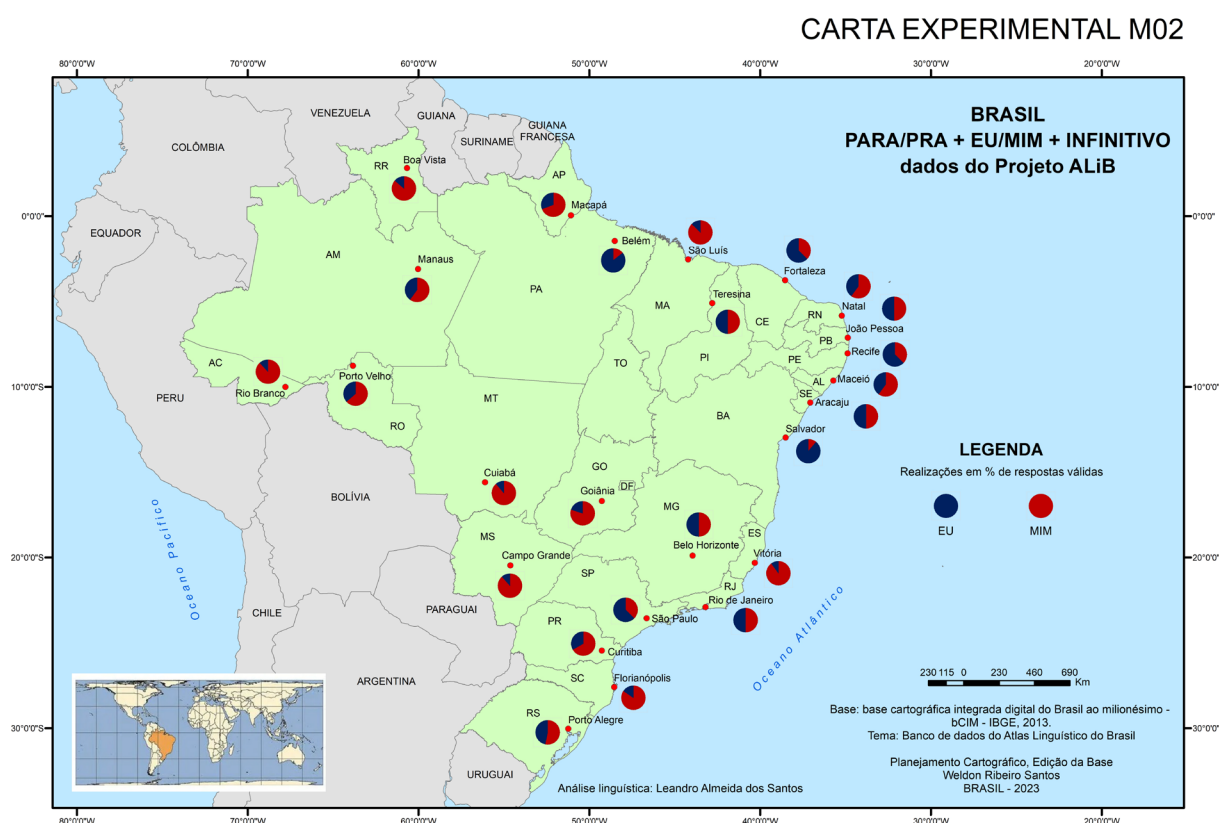 CARTA EXPERIMENTAL M02
80°0'0"W 70°0'0"W 60°0'0"W 50°0'0"W 40°0'0"W 30°0'0"W 20°0'0"W
BRASIL
PARA/PRA + EU/MIM + INFINITIVO
dados do Projeto ALiB
VENEZUELA
GUIANA
GUIANA
FRANCESA
SURINAME
COLÔMBIA
RR
Boa Vista
AP
Macapá
0°0'0"
0°0'0"
EQUADOR
Belém
São Luís
AM
Manaus
Fortaleza
PA
MA
Teresina
CE
RN
Natal
João Pessoa
PB
Recife
PI
PE
AC
TO
AL
Maceió
Porto Velho
10°0'0"S
10°0'0"S
Rio Branco
SE
Aracaju
PERU
MT
BA
RO
Salvador
LEGENDA
Realizações em % de respostas válidas
EU
MIM
Cuiabá
GO
Goiânia
DF
BOLÍVIA
MG
Oceano Pacífico
MS
Belo Horizonte
ES
Vitória
20°0'0"S
20°0'0"S
Campo Grande
SP
RJ
Rio de Janeiro
CHILE
PARAGUAI
São Paulo
PR
Curitiba
Oceano Atlântico
ARGENTINA
SC
Florianópolis
230 115 0 230 460 690
Km
RS
Porto Alegre
30°0'0"S
30°0'0"S
Base: base cartográfica integrada digital do Brasil ao milionésimo -
bCIM - IBGE, 2013.
Tema: Banco de dados do Atlas Linguístico do Brasil
Planejamento Cartográfico, Edição da Base
Weldon Ribeiro Santos
BRASIL - 2023
URUGUAI
Análise linguística: Leandro Almeida dos Santos
80°0'0"W 70°0'0"W 60°0'0"W 50°0'0"W 40°0'0"W 30°0'0"W 20°0'0"W